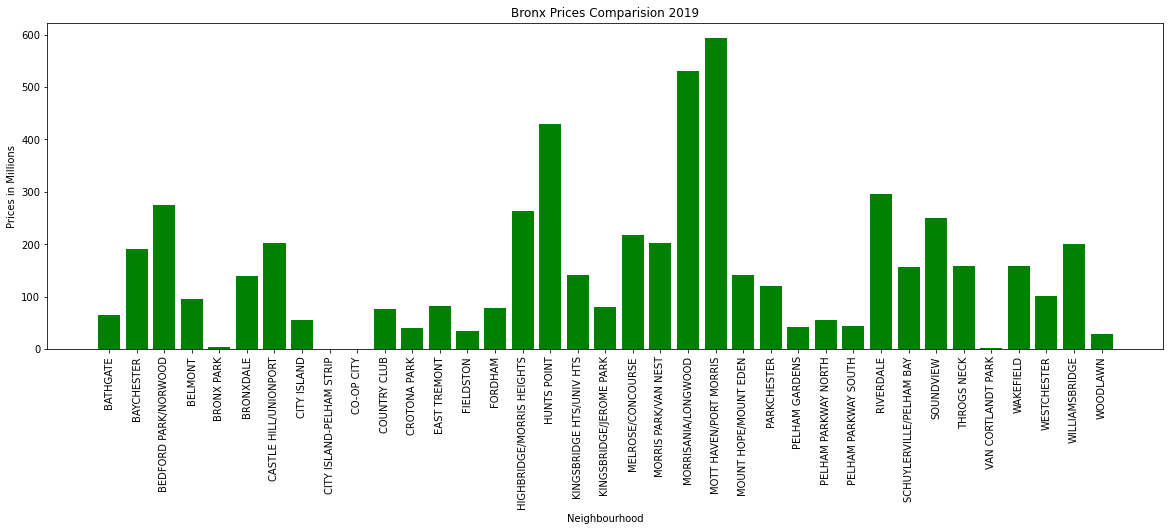 Bronx Prices Comparision 2019
Prices in Millions
600
500
400
300
200
100
0
BATHGATE
BAYCHESTER
BEDFORD PARK/NORWOOD
BELMONT
BRONX PARK
BRONXDALE
CASTLE HILL/UNIONPORT
CITY ISLAND
CITY ISLAND-PELHAM STRIP
CO-OP CITY
COUNTRY CLUB
CROTONA PARK
EAST TREMONT
FIELDSTON
FORDHAM
HIGHBRIDGE/MORRIS HEIGHTS
HUNTS POINT
KINGSBRIDGE HTS/UNIV HTS
KINGSBRIDGE/JEROME PARK
MELROSE/CONCOURSE
MORRIS PARK/VAN NEST
MORRISANIA/LONGWOOD
MOTT HAVEN/PORT MORRIS
MOUNT HOPE/MOUNT EDEN
PARKCHESTER
PELHAM GARDENS
PELHAM PARKWAY NORTH
PELHAM PARKWAY SOUTH
RIVERDALE
SCHUYLERVILLE/PELHAM BAY
SOUNDVIEW
THROGS NECK
VAN CORTLANDT PARK
WAKEFIELD
WESTCHESTER
WILLIAMSBRIDGE
WOODLAWN
Neighbourhood